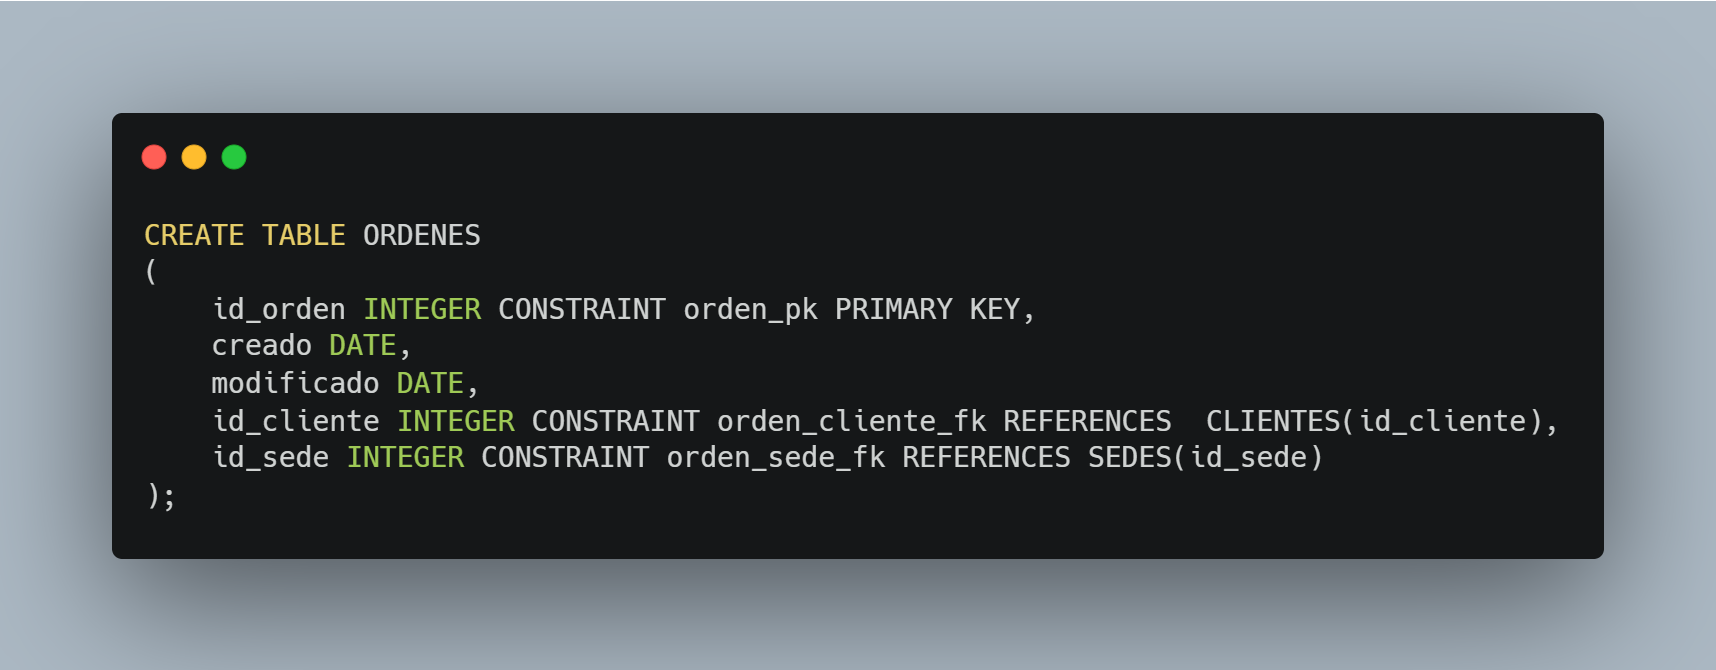 CREATE TABLE ORDENES
(
    id_orden INTEGER CONSTRAINT orden_pk PRIMARY KEY,
    creado DATE,
    modificado DATE,
    id_cliente INTEGER CONSTRAINT orden_cliente_fk REFERENCES  CLIENTES(id_cliente),
    id_sede INTEGER CONSTRAINT orden_sede_fk REFERENCES SEDES(id_sede)
);